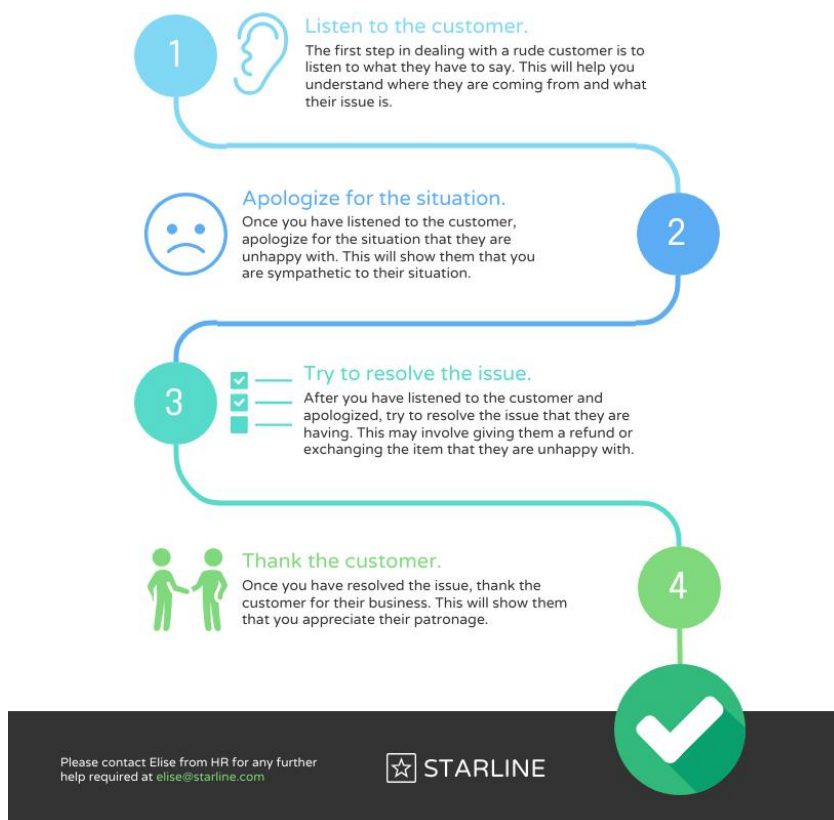 1
Listen to the customer.
The first step in dealing with a rude customer is to
listen to what they have to say. This will help you
understand where they are coming from and what
their issue is.
Apologize for the situation.
Once you have listened to the customer,
apologize for the situation that they are
unhappy with. This will show them that you
are sympathetic to their situation.
2
3
Try to resolve the issue.
After you have listened to the customer and
apologized, try to resolve the issue that they are
having. This may involve giving them a refund or
exchanging the item that they are unhappy with.
Thank the customer.
Once you have resolved the issue, thank the
customer for their business. This will show them
that you appreciate their patronage.
4
Please contact Elise from HR for any further
help required at elise@starline.com
STARLINE